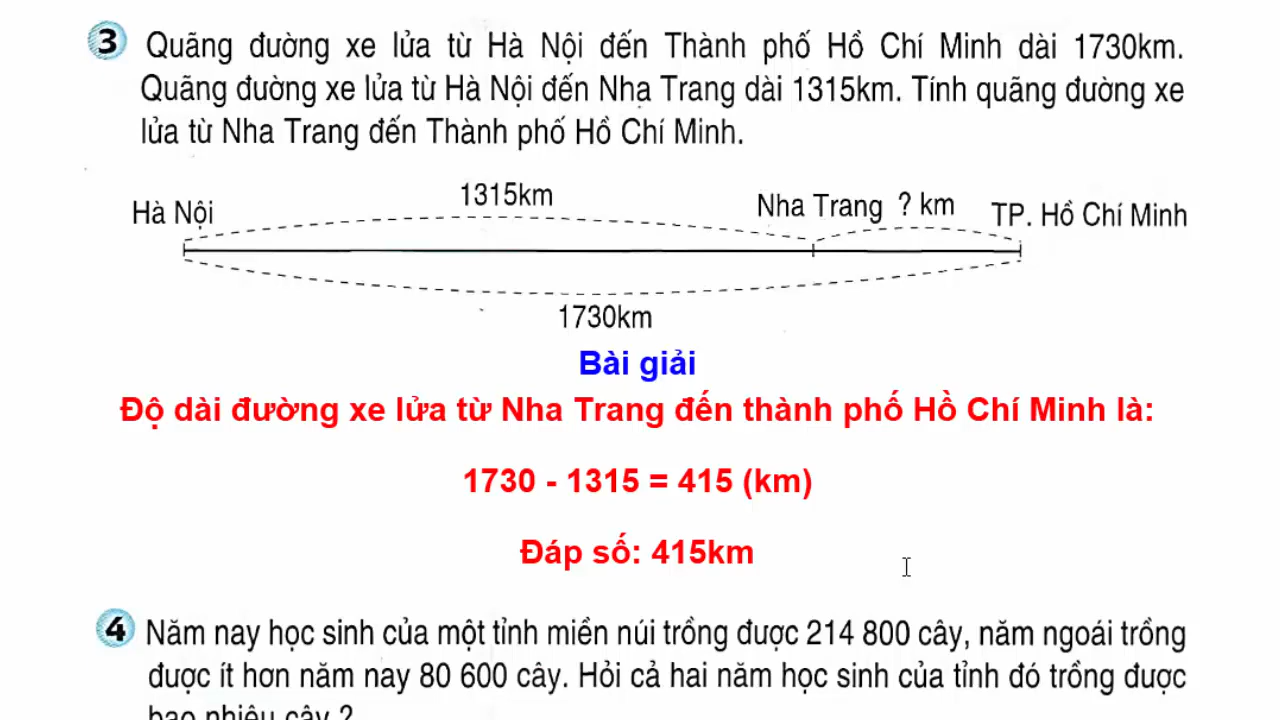 3 Quãng đường xe lửa từ Hà Nội đến Thành phố Hồ Chí Minh dài 1730km.
Quãng đường xe lửa từ Hà Nội đến Nha Trang dài 1315km. Tính quãng đường xe
lửa từ Nha Trang đến Thành phố Hồ Chí Minh.
1315km
Hà Nội Nha Trang ? km TP. Hồ Chí Minh
1730km
Bài giải
Độ dài đường xe lửa từ Nha Trang đến thành phố Hồ Chí Minh là:
1730 - 1315 = 415 (km)
Đáp số: 415km
4 Năm nay học sinh của một tỉnh miền núi trồng được 214 800 cây, năm ngoái trồng
được ít hơn năm nay 80 600 cây. Hỏi cả hai năm học sinh của tỉnh đó trồng được
bao nhiêu cây ?